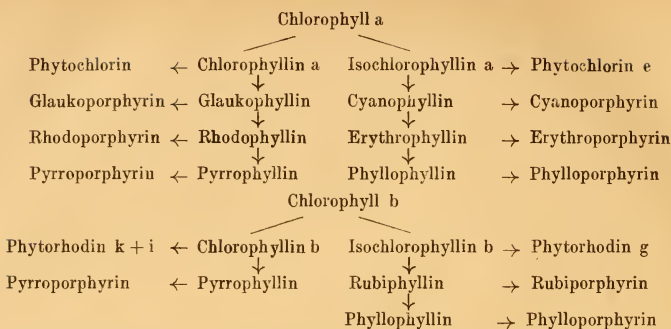 Chlorophyll a
Phytochlorin ← Chlorophyllin a Isochlorophyllin a → Phytochlorin e
Glaukoporphyrin ← Glaukophyllin Cyanophyllin → Cyanoporphyrin
Rhodoporphyrin ← Rhodophyllin Erythrophyllin → Erythroporphyrin
Pyrroporphyrin ← Pyrrophyllin Phyllophyllin → Phylloporphyrin
Chlorophyll b
Phytorhodin k + i ← Chlorophyllin b Isochlorophyllin b → Phytorhodin g
Pyrroporphyrin ← Pyrrophyllin Rubiphyllin → Rubiporphyrin
Phyllophyllin → Phylloporphyrin